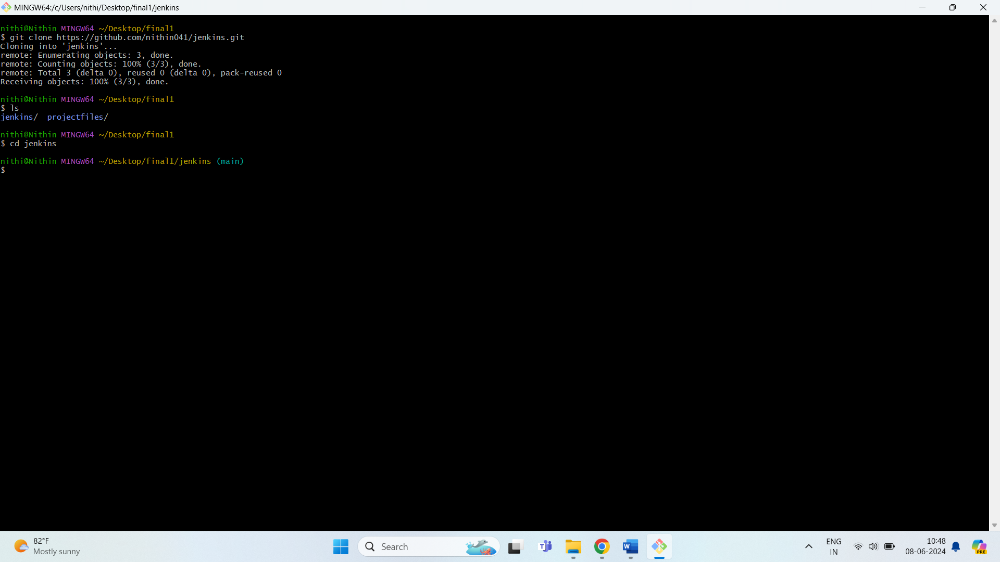 MINGW64:/c/Users/nithi/Desktop/final1/jenkins
nithi@Nithin MINGW64 ~/Desktop/final1
$ git clone https://github.com/nithin041/jenkins.git
Cloning into 'jenkins'...
remote: Enumerating objects: 3, done.
remote: Counting objects: 100% (3/3), done.
remote: Total 3 (delta 0), reused 0 (delta 0), pack-reused 0
Receiving objects: 100% (3/3), done.
nithi@Nithin MINGW64 ~/Desktop/final1
$ ls
jenkins/  projectfiles/
nithi@Nithin MINGW64 ~/Desktop/final1
$ cd jenkins
nithi@Nithin MINGW64 ~/Desktop/final1/jenkins (main)
$
82°F
Mostly sunny
Search
ENG
IN
10:48
08-06-2024
PRE